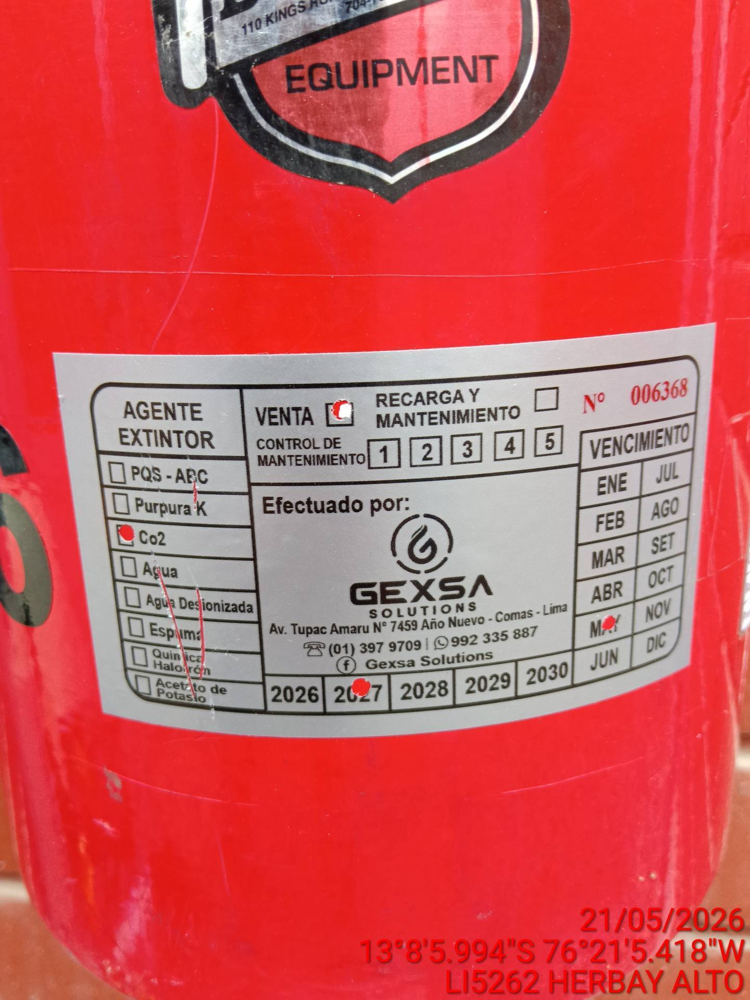 110 KINGS
EQUIPMENT
AGENTE
EXTINTOR
PQS - ABC
Purpura K
Co2
Agua
Agua Desionizada
Espuma
Quimica
Halotrón
Acetato de
Potasio
VENTA
RECARGA Y
MANTENIMIENTO
Nº 006368
CONTROL DE
MANTENIMIENTO 1 2 3 4 5
Efectuado por:
GEXSA
SOLUTIONS
Av. Tupac Amaru N° 7459 Año Nuevo - Comas - Lima
(01) 397 9709 | 992 335 887
f Gexsa Solutions
2026 2027 2028 2029 2030
VENCIMIENTO
ENE JUL
FEB AGO
MAR SET
ABR OCT
MAY NOV
JUN DIC
21/05/2026
13°8'5.994"S 76°21'5.418"W
LI5262 HERBAY ALTO